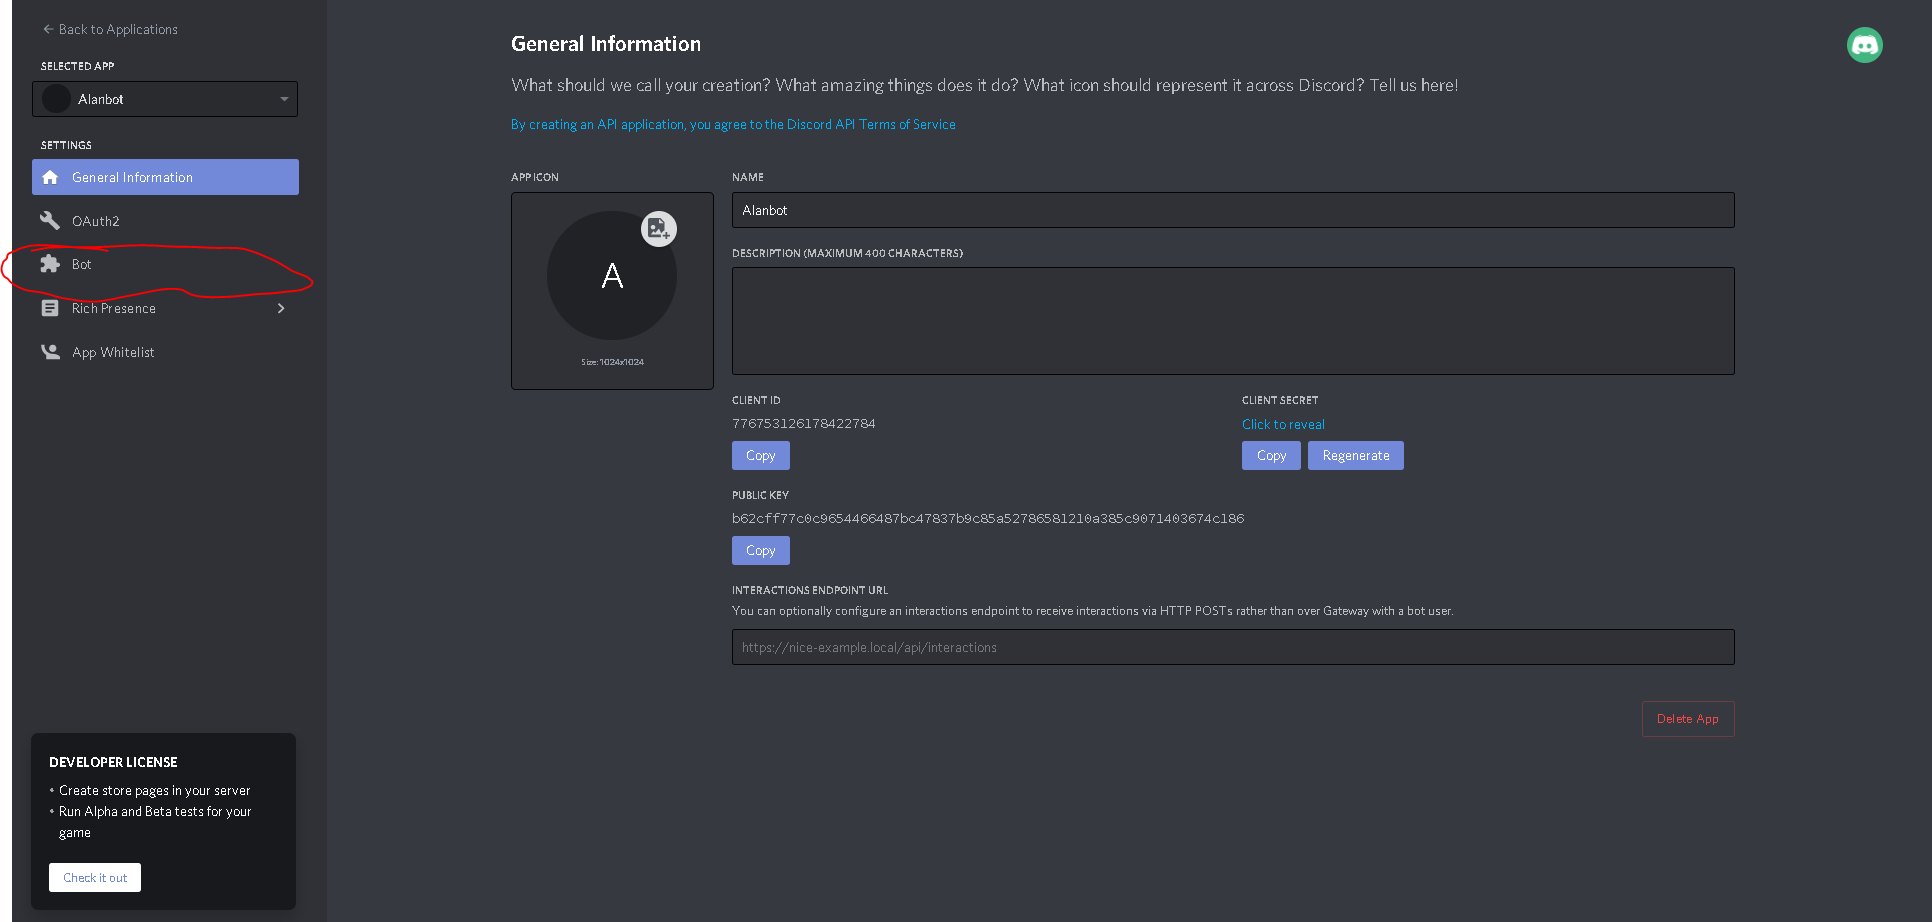 Back to Applications
SELECTED APP
Alanbot
SETTINGS
General Information
OAuth2
Bot
Rich Presence
App Whitelist
DEVELOPER LICENSE
• Create store pages in your server
• Run Alpha and Beta tests for your
game
Check it out
General Information
What should we call your creation? What amazing things does it do? What icon should represent it across Discord? Tell us here!
By creating an API application, you agree to the Discord API Terms of Service
APP ICON
A
Size: 1024x1024
NAME
Alanbot
DESCRIPTION (MAXIMUM 400 CHARACTERS)
CLIENT ID
776753126178422784
Copy
CLIENT SECRET
Click to reveal
Copy Regenerate
PUBLIC KEY
b62cff77c0c9654466487bc47837b9c85a52786581210a385c9071403674c186
Copy
INTERACTIONS ENDPOINT URL
You can optionally configure an interactions endpoint to receive interactions via HTTP POSTs rather than over Gateway with a bot user.
https://nice-example.local/api/interactions
Delete App